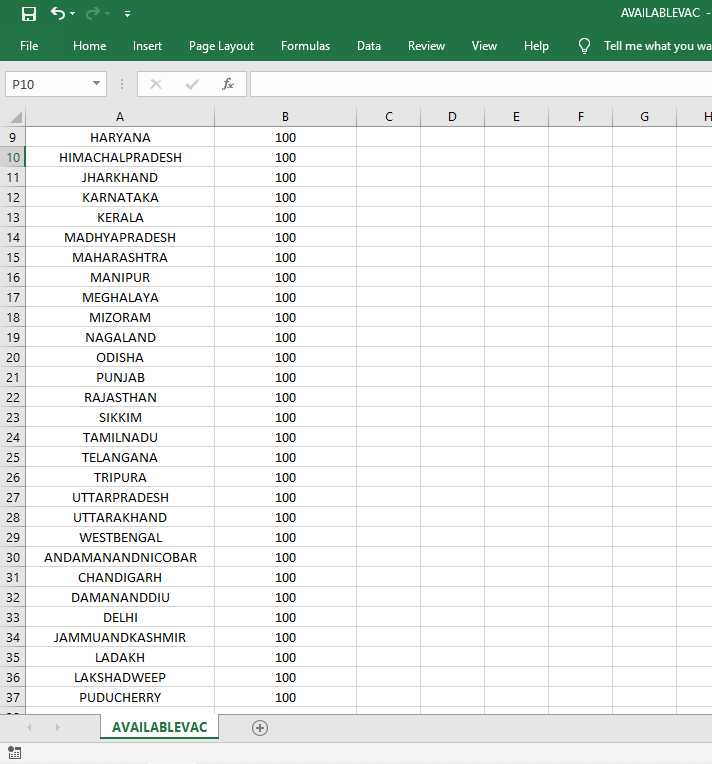 AVAILABLEVAC -
File Home Insert Page Layout Formulas Data Review View Help Tell me what you wa
P10 fx
A B C D E F G H
9 HARYANA 100
10 HIMACHALPRADESH 100
11 JHARKHAND 100
12 KARNATAKA 100
13 KERALA 100
14 MADHYAPRADESH 100
15 MAHARASHTRA 100
16 MANIPUR 100
17 MEGHALAYA 100
18 MIZORAM 100
19 NAGALAND 100
20 ODISHA 100
21 PUNJAB 100
22 RAJASTHAN 100
23 SIKKIM 100
24 TAMILNADU 100
25 TELANGANA 100
26 TRIPURA 100
27 UTTARPRADESH 100
28 UTTARAKHAND 100
29 WESTBENGAL 100
30 ANDAMANANDNICOBAR 100
31 CHANDIGARH 100
32 DAMANANDDIU 100
33 DELHI 100
34 JAMMUANDKASHMIR 100
35 LADAKH 100
36 LAKSHADWEEP 100
37 PUDUCHERRY 100
AVAILABLEVAC